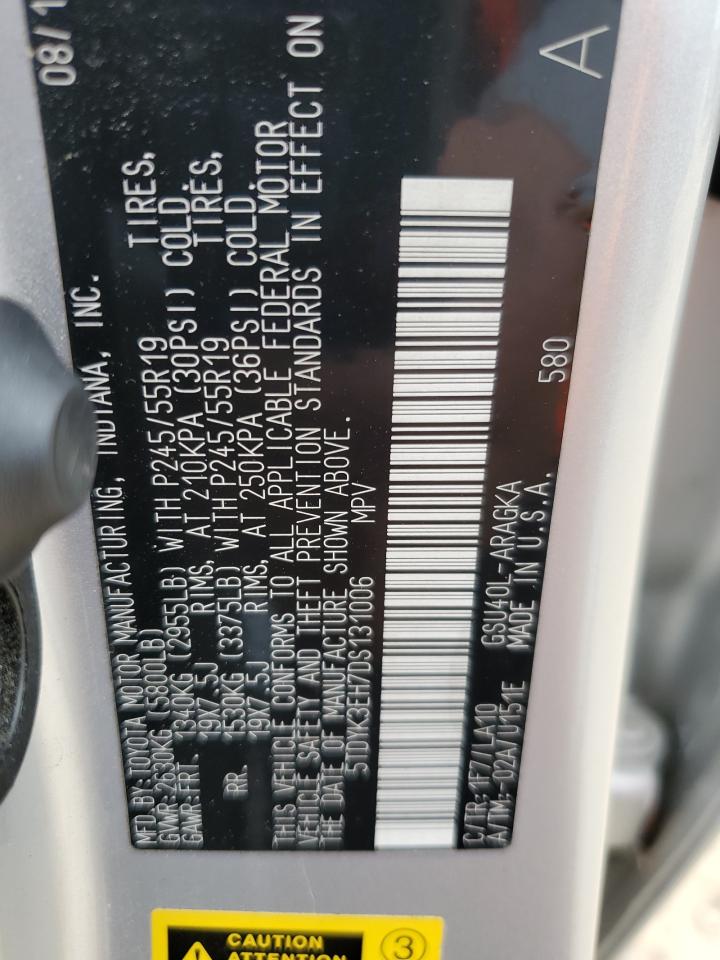 08/1
MFD. BY: TOYOTA MOTOR MANUFACTURING, INDIANA, INC.
GVWR: 2630KG (5800LB)
GAWR: FRT. 1340KG (2955LB) WITH P245/55R19 TIRES,
19X7.5J RIMS, AT 210KPA (30PSI) COLD.
RR. 1530KG (3375LB) WITH P245/55R19 TIRES,
19X7.5J RIMS, AT 250KPA (36PSI) COLD.
THIS VEHICLE CONFORMS TO ALL APPLICABLE FEDERAL MOTOR
VEHICLE SAFETY AND THEFT PREVENTION STANDARDS IN EFFECT ON
THE DATE OF MANUFACTURE SHOWN ABOVE.
5TDYK3EH7DS131006 MPV
C/TR: 1F7/LA10 GSU40L-ARAGKA 580
A/TM: -02A/U151E MADE IN U.S.A.
A
CAUTION
ATTENTION
3